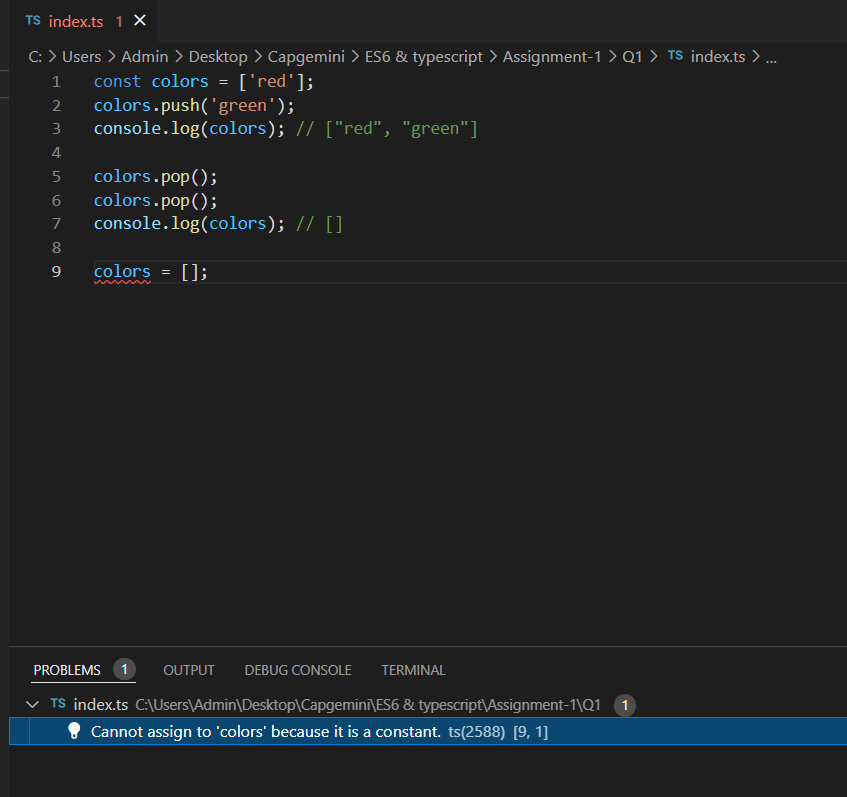 TS index.ts 1 ×
C: > Users > Admin > Desktop > Capgemini > ES6 & typescript > Assignment-1 > Q1 > TS index.ts > ...
1 const colors = ['red'];
2 colors.push('green');
3 console.log(colors); // ["red", "green"]
4
5 colors.pop();
6 colors.pop();
7 console.log(colors); // []
8
9 colors = [];
PROBLEMS 1 OUTPUT DEBUG CONSOLE TERMINAL
TS index.ts C:\Users\Admin\Desktop\Capgemini\ES6 & typescript\Assignment-1\Q1 1
Cannot assign to 'colors' because it is a constant. ts(2588) [9, 1]